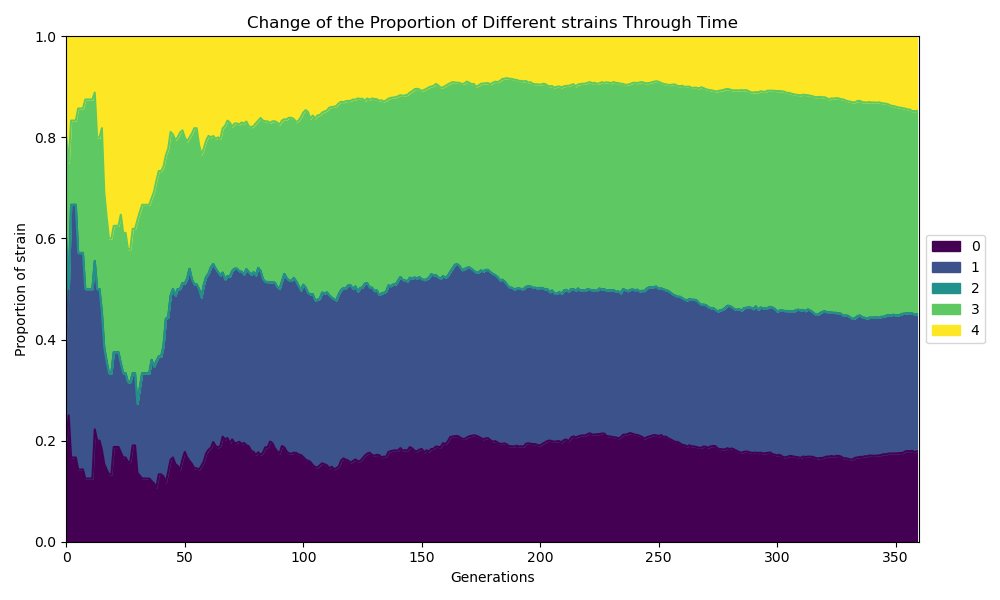 Change of the Proportion of Different strains Through Time
1.0
0.8
0.6
0.4
0.2
0.0
Proportion of strain
0 50 100 150 200 250 300 350
Generations
0
1
2
3
4